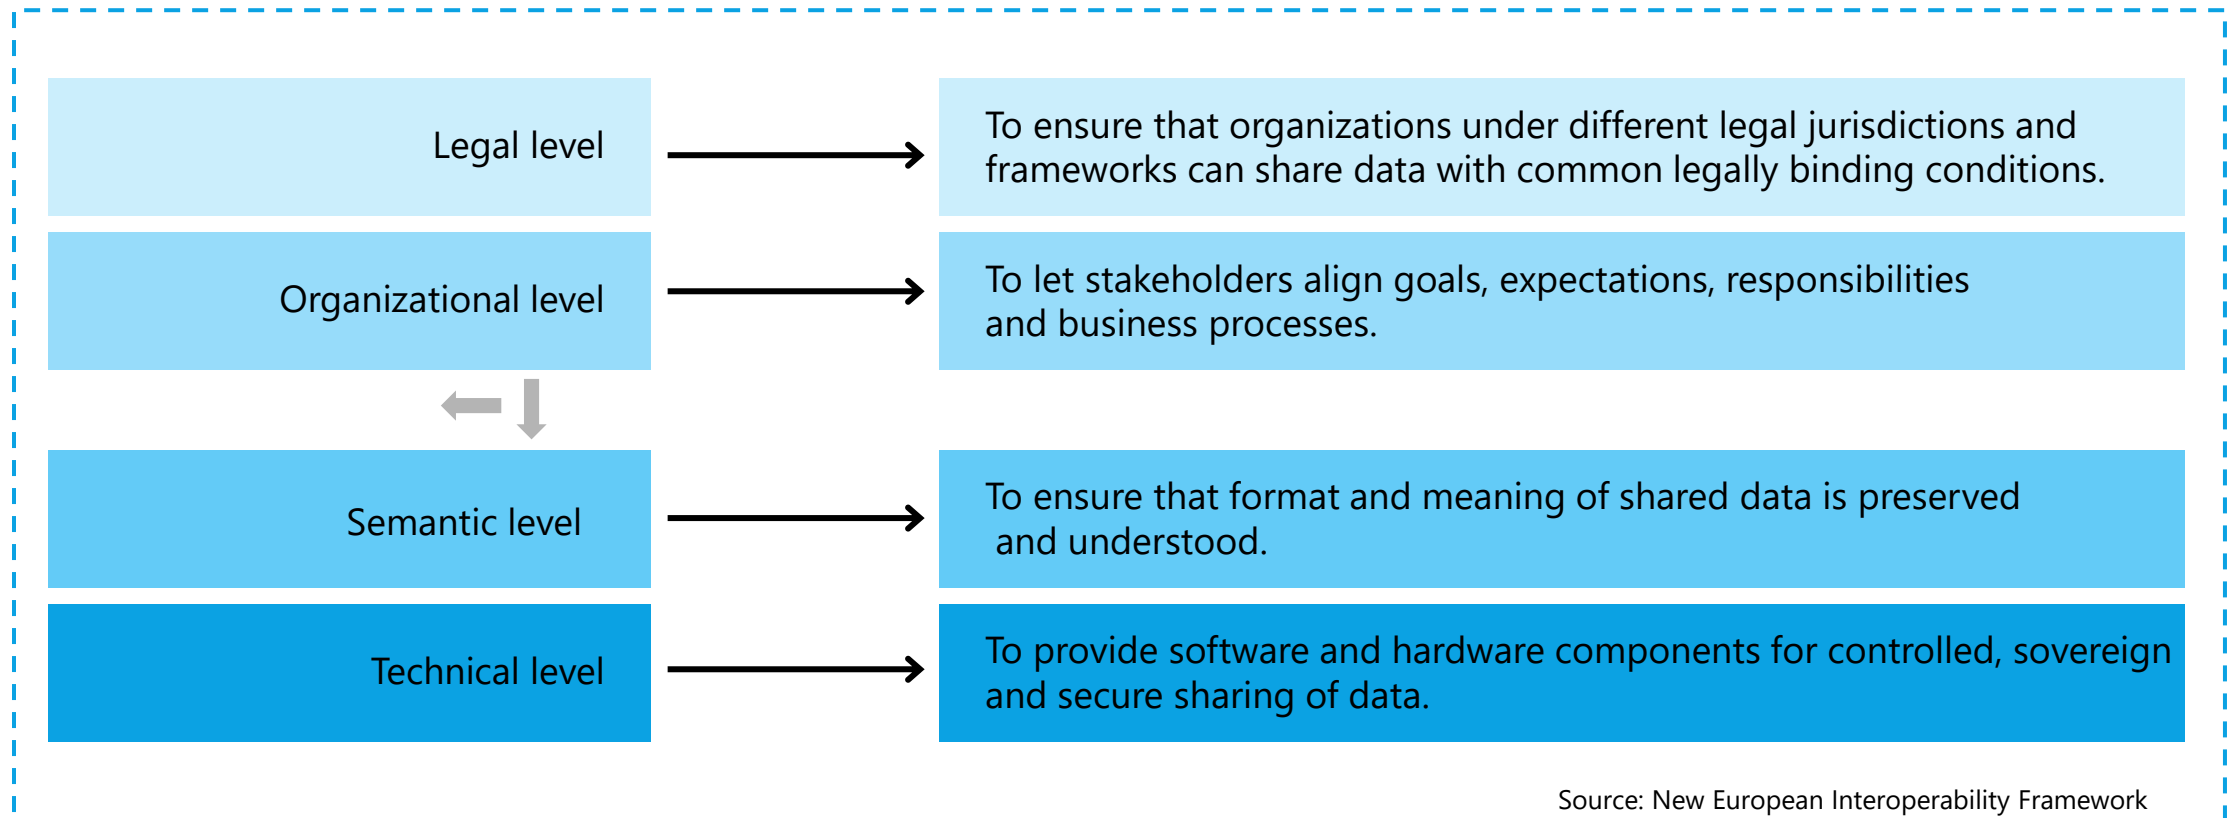 Legal level
To ensure that organizations under different legal jurisdictions and
frameworks can share data with common legally binding conditions.
Organizational level
To let stakeholders align goals, expectations, responsibilities
and business processes.
Semantic level
To ensure that format and meaning of shared data is preserved
and understood.
Technical level
To provide software and hardware components for controlled, sovereign
and secure sharing of data.
Source: New European Interoperability Framework